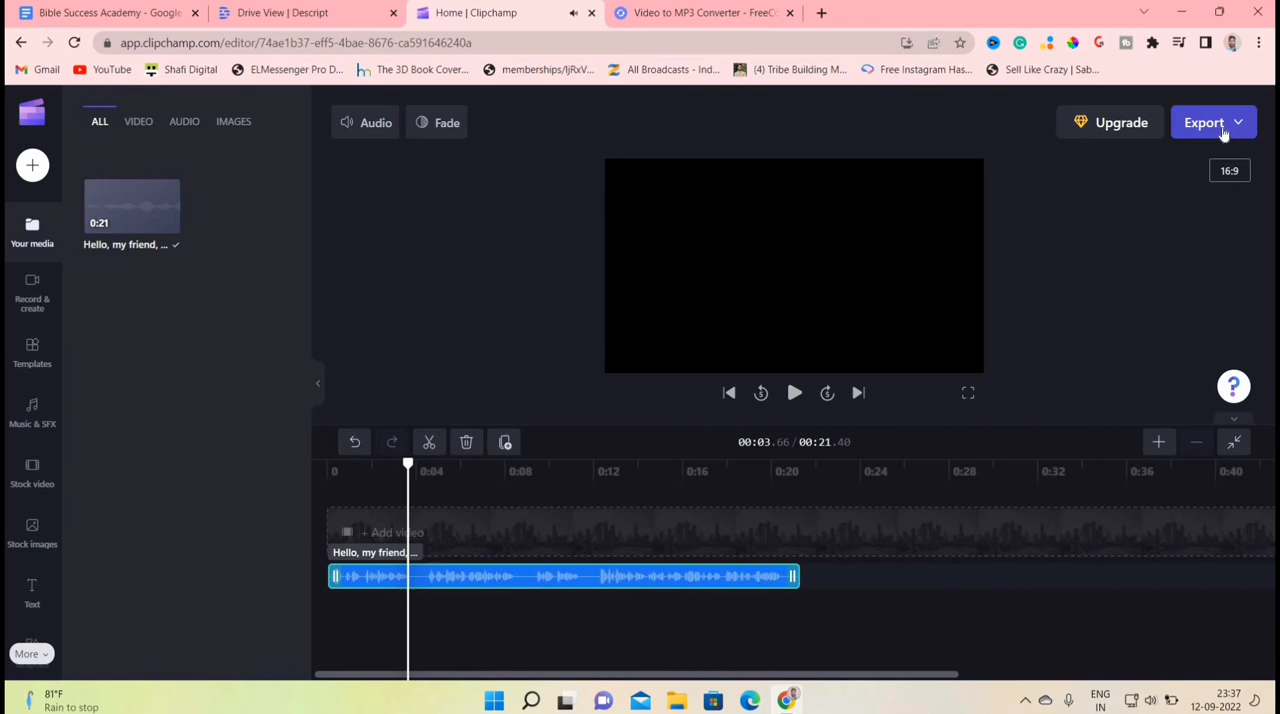 Bible Success Academy - Google
Drive View | Descript
Home | Clipchamp
Video to MP3 Converter - FreeCo
app.clipchamp.com/editor/74ae1b37-eff5-4bae-8676-ca591646240a
Gmail
YouTube
Shafi Digital
ELMessenger Pro D...
The 3D Book Cover...
memberships/IjRxV...
All Broadcasts - Ind...
(4) Tribe Building M...
Free Instagram Has...
Sell Like Crazy | Sab...
ALL VIDEO AUDIO IMAGES
Audio
Fade
Upgrade
Export
16:9
0:21
Hello, my friend, ...
Your media
Record &
create
Templates
Music & SFX
Stock video
Stock images
Text
More
5
5
?
00:03.66 / 00:21.40
0 0:04 0:08 0:12 0:16 0:20 0:24 0:28 0:32 0:36 0:40
+ Add video
Hello, my friend, ...
81°F
Rain to stop
ENG
IN
23:37
12-09-2022